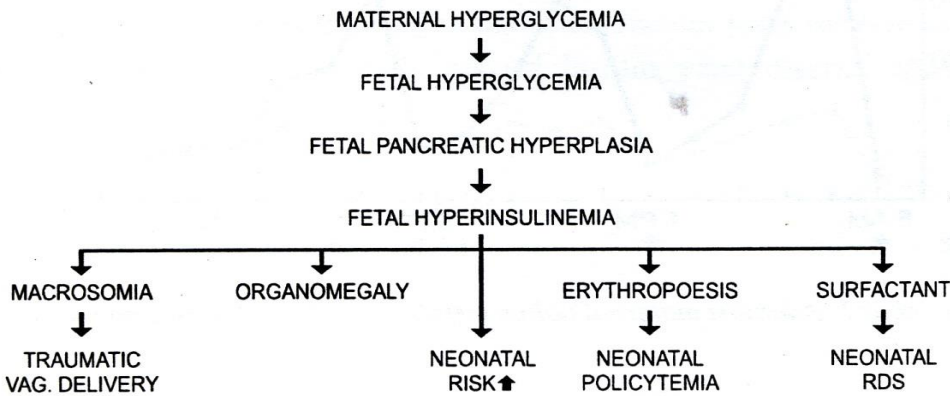 MATERNAL HYPERGLYCEMIA
FETAL HYPERGLYCEMIA
FETAL PANCREATIC HYPERPLASIA
FETAL HYPERINSULINEMIA
MACROSOMIA
ORGANOMEGALY
ERYTHROPOESIS
SURFACTANT
TRAUMATIC
VAG. DELIVERY
NEONATAL
RISK⬆
NEONATAL
POLICYTEMIA
NEONATAL
RDS